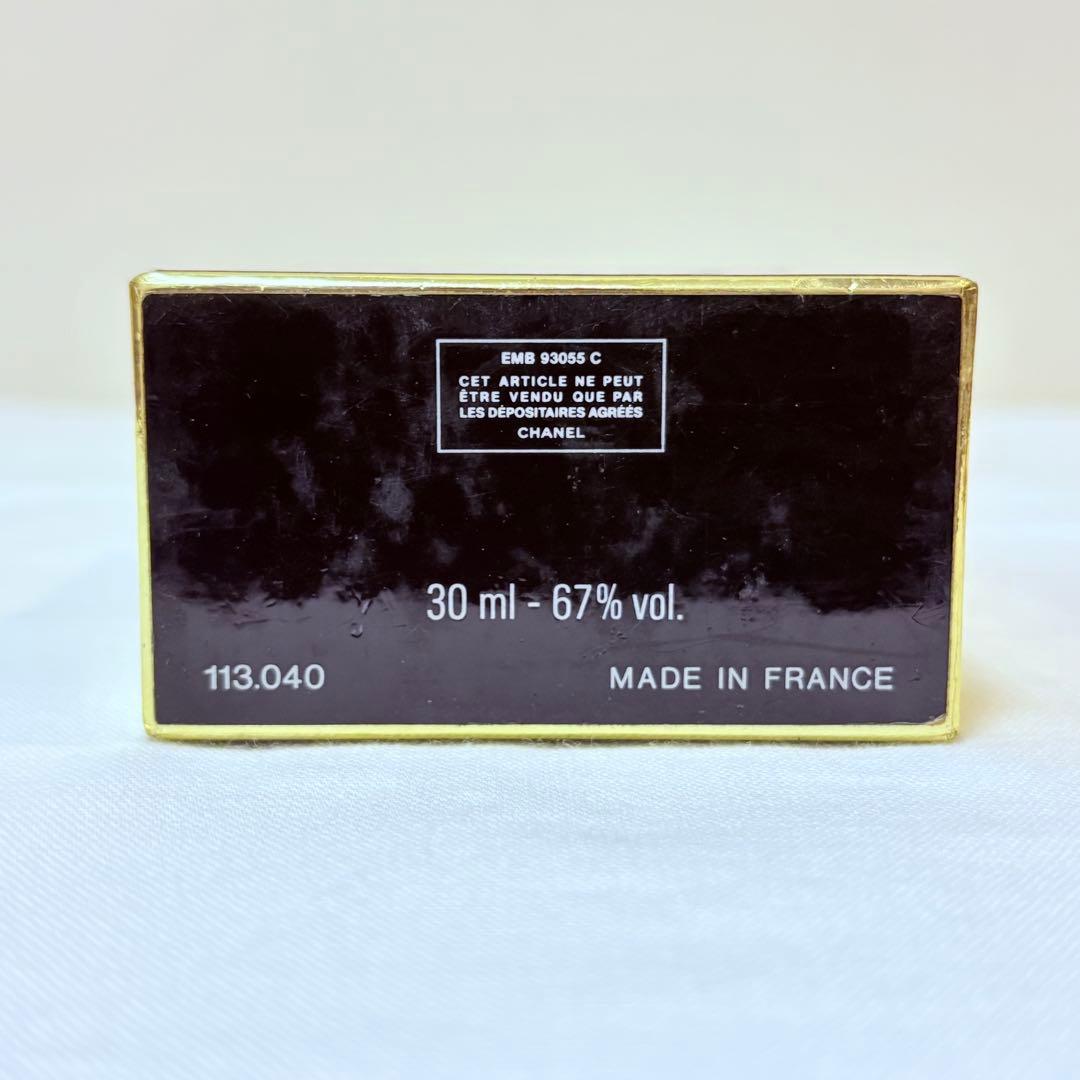 EMB 93055 C
CET ARTICLE NE PEUT
ÊTRE VENDU QUE PAR
LES DÉPOSITAIRES AGRÉÉS
CHANEL
30 ml - 67% vol.
113.040 MADE IN FRANCE